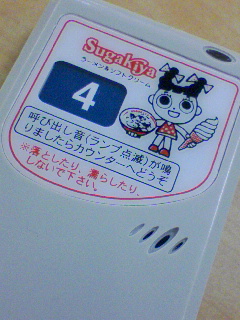 Sugakiya
ラーメン&ソフトクリーム
4
呼び出し音(ランプ点滅)が鳴
りましたらカウンターへどうぞ
※落としたり、濡らしたり、
しないで下さい。